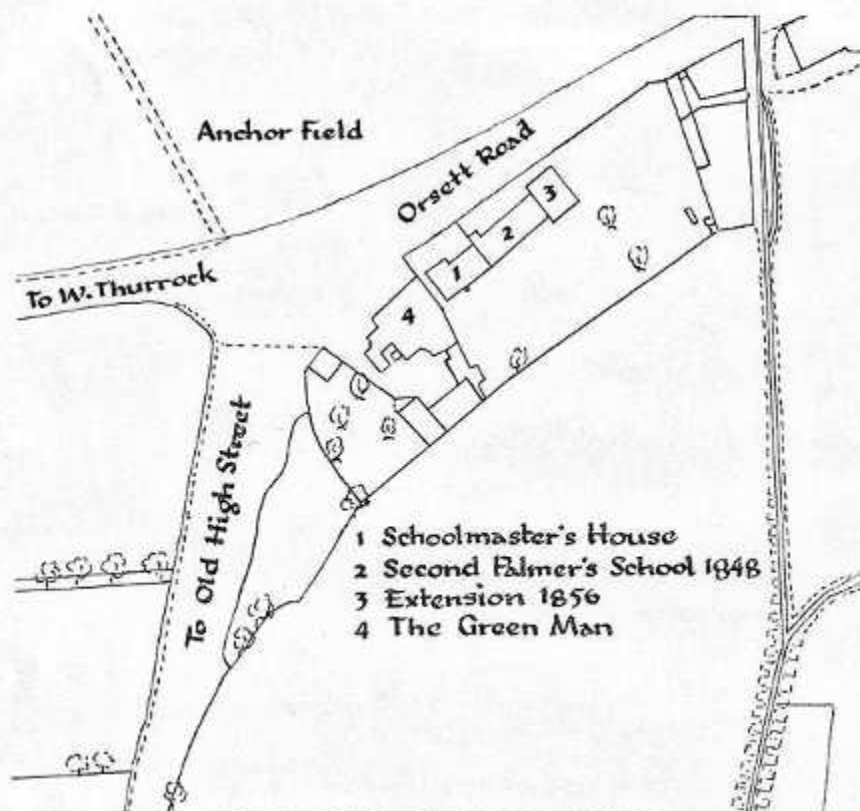 Anchor Field
Orsett Road
To W. Thurrock
3
2
1
4
To Old High Street
1 Schoolmaster's House
2 Second Palmer's School 1848
3 Extension 1856
4 The Green Man